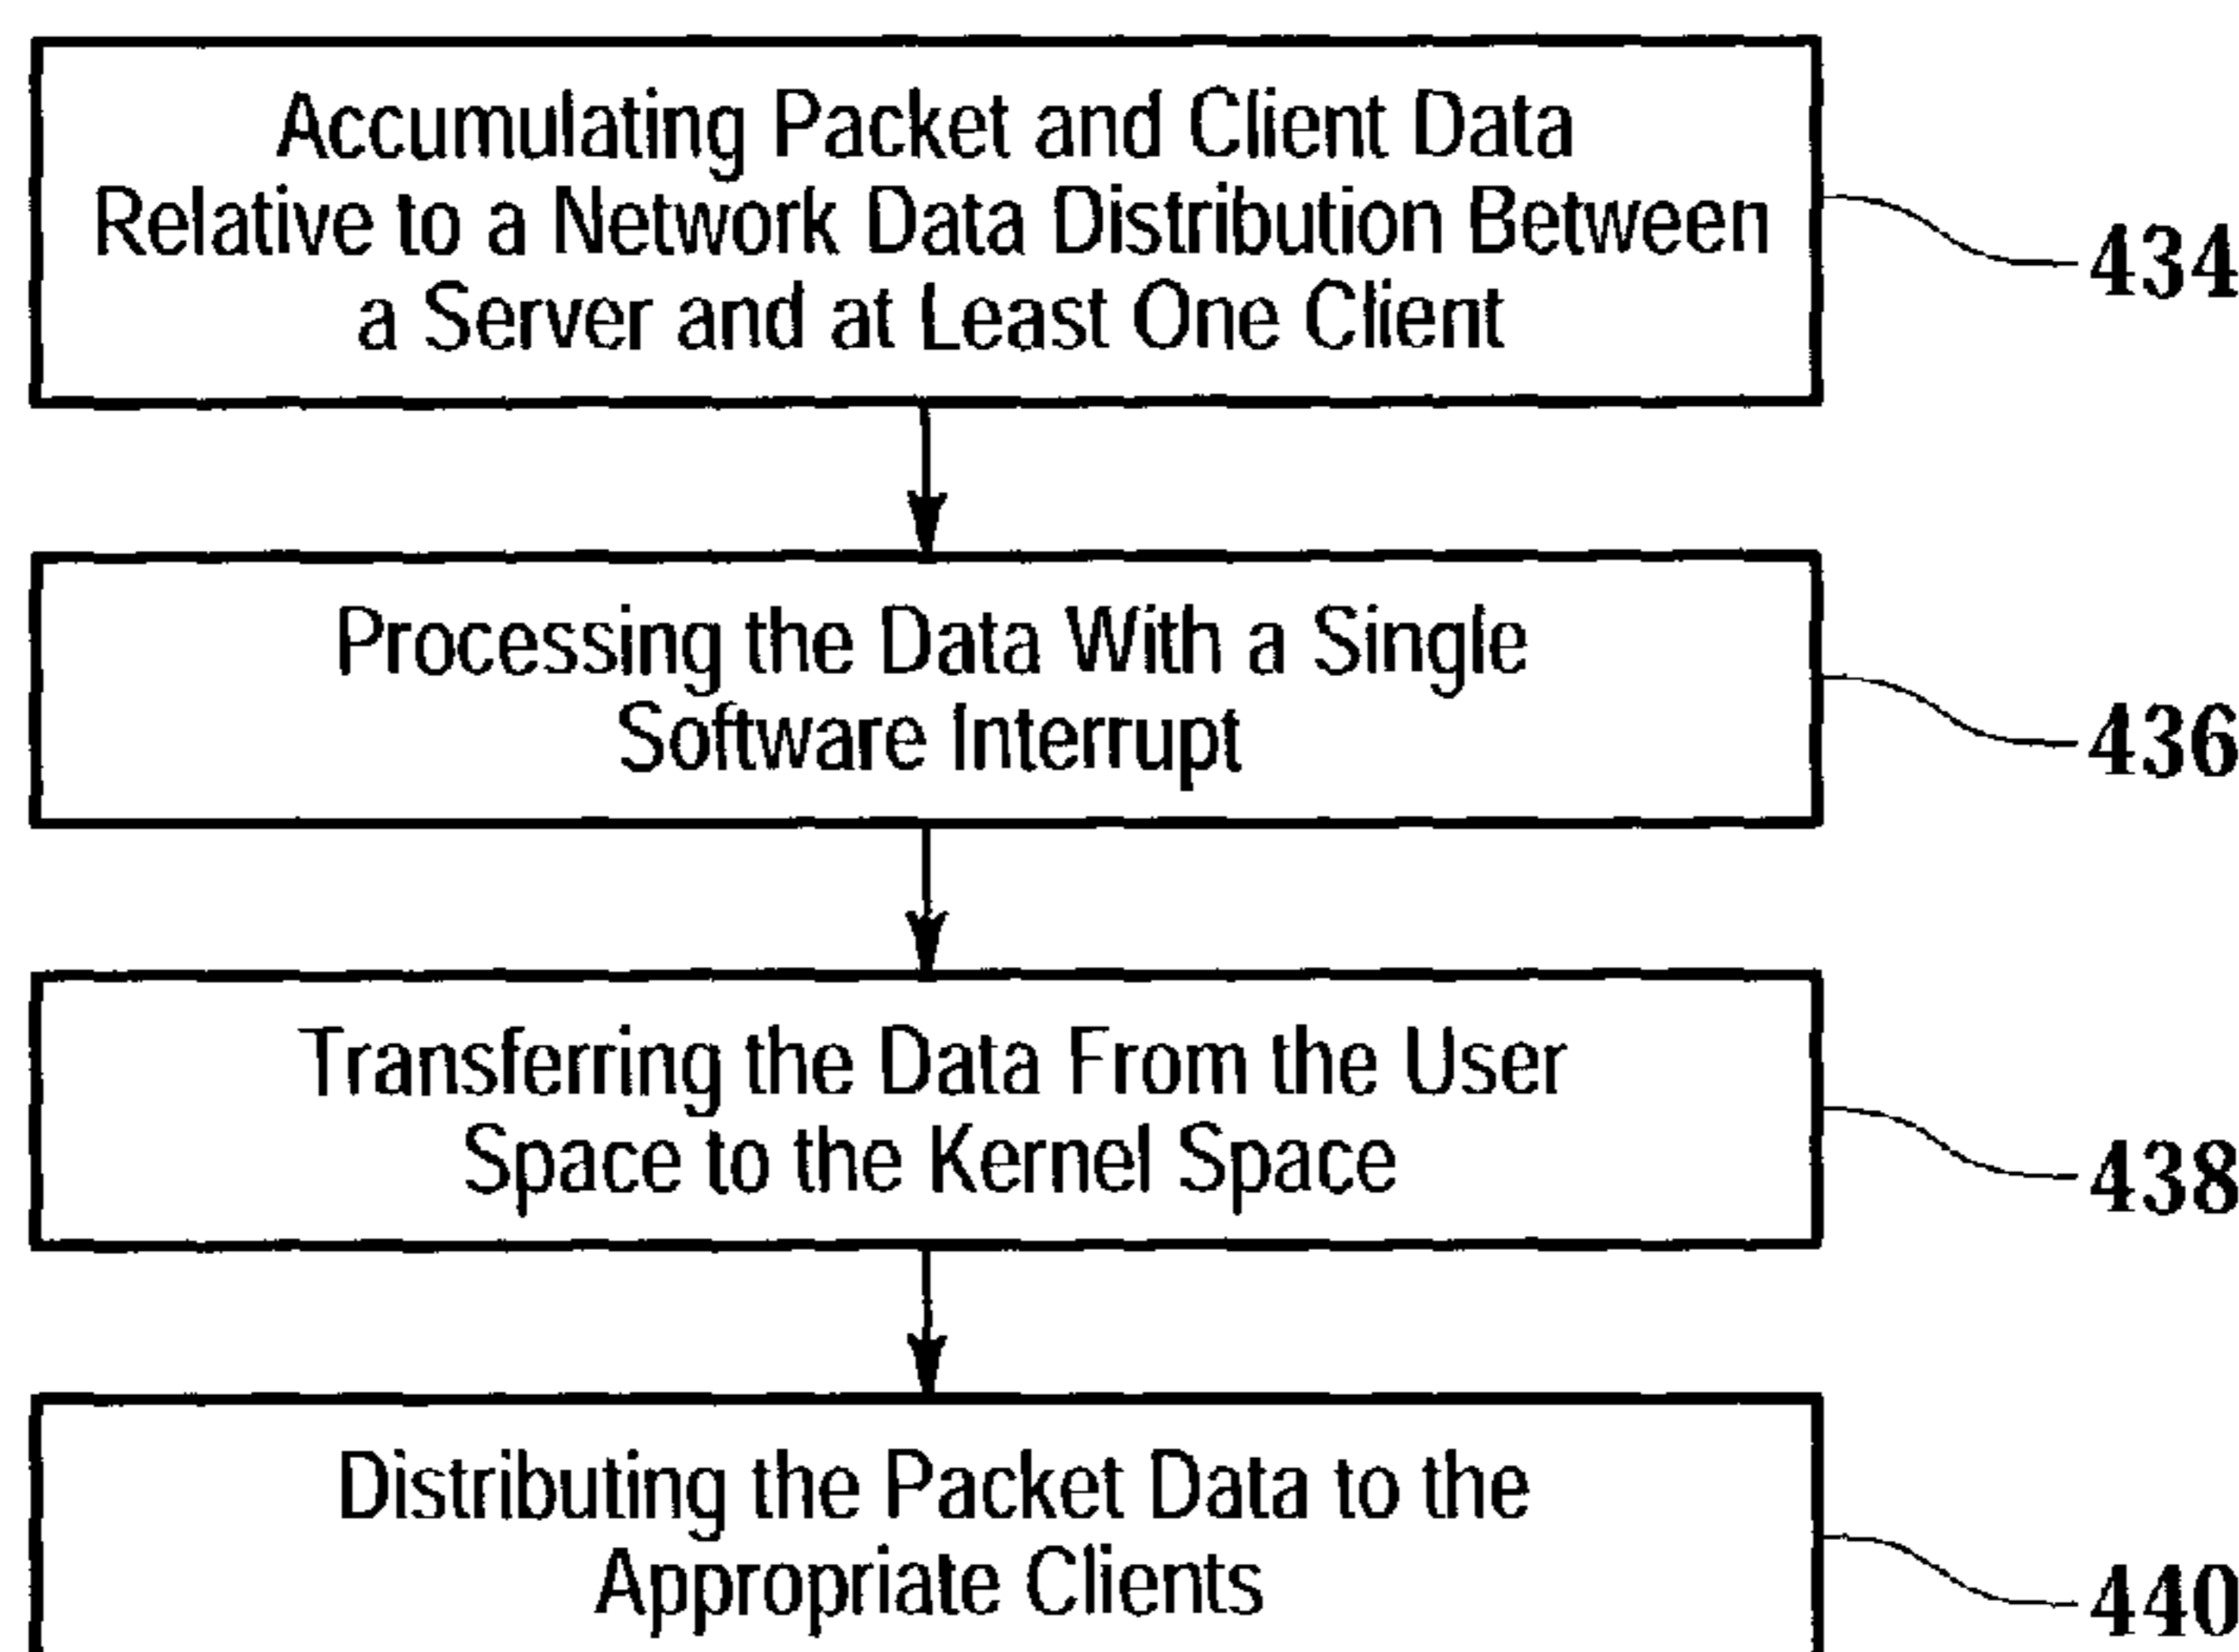 Accumulating Packet and Client Data
Relative to a Network Data Distribution Between
a Server and at Least One Client
434
Processing the Data With a Single
Software Interrupt
436
Transferring the Data From the User
Space to the Kernel Space
438
Distributing the Packet Data to the
Appropriate Clients
440